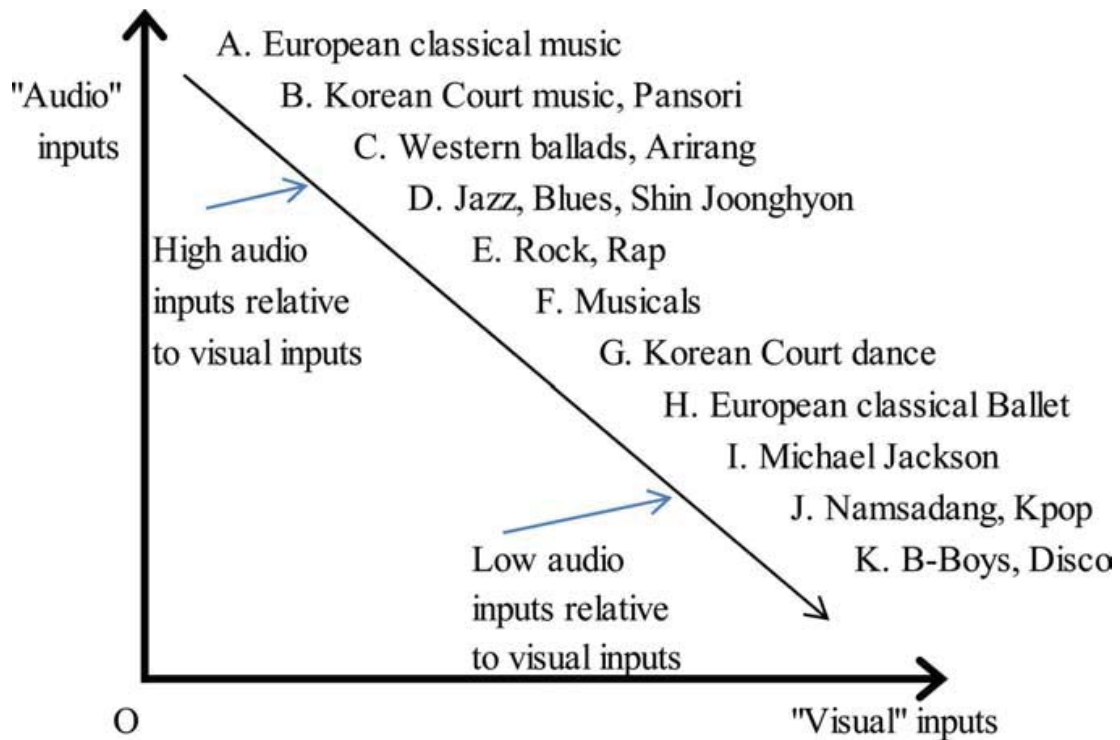 A. European classical music
"Audio"
inputs
B. Korean Court music, Pansori
C. Western ballads, Arirang
D. Jazz, Blues, Shin Joonghyon
High audio
inputs relative
to visual inputs
E. Rock, Rap
F. Musicals
G. Korean Court dance
H. European classical Ballet
I. Michael Jackson
J. Namsadang, Kpop
K. B-Boys, Disco
Low audio
inputs relative
to visual inputs
O
"Visual" inputs